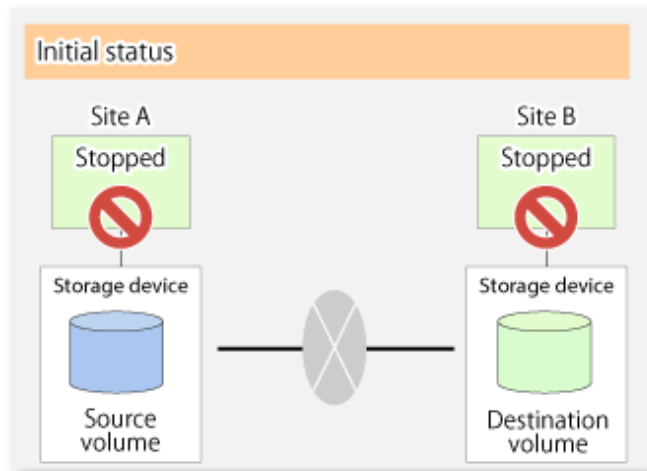 Initial status
Site A
Stopped
Storage device
Source
volume
Site B
Stopped
Storage device
Destination
volume